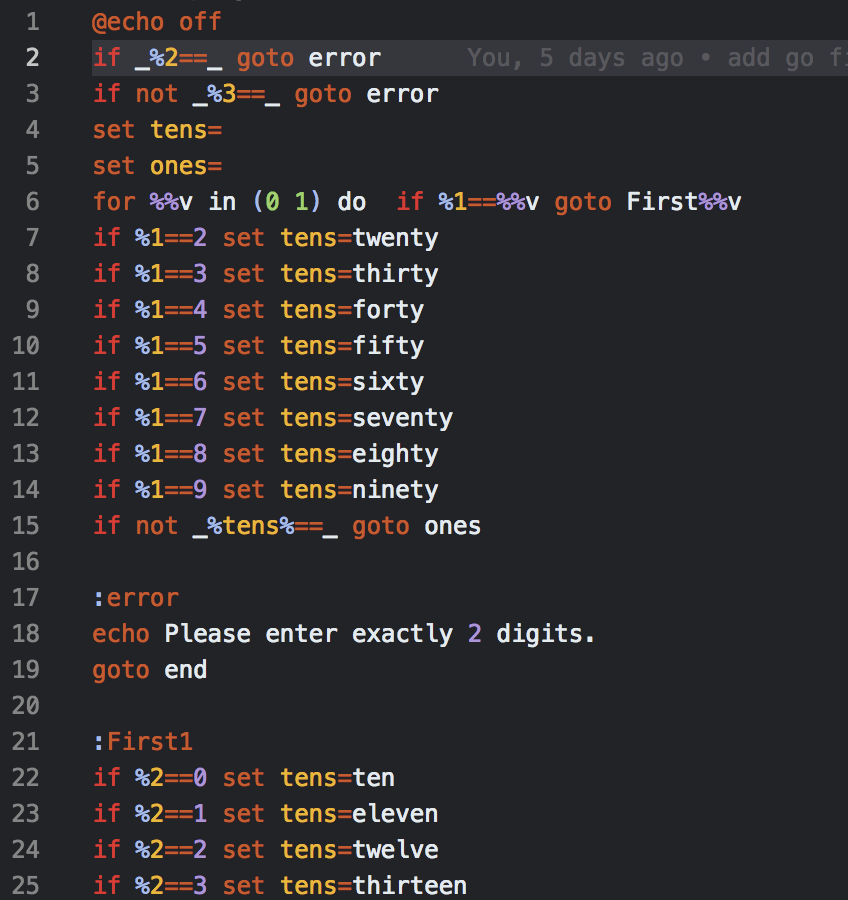 1 @echo off
2 if _%2==_ goto error You, 5 days ago • add go
3 if not _%3==_ goto error
4 set tens=
5 set ones=
6 for %%v in (0 1) do  if %1==%%v goto First%%v
7 if %1==2 set tens=twenty
8 if %1==3 set tens=thirty
9 if %1==4 set tens=forty
10 if %1==5 set tens=fifty
11 if %1==6 set tens=sixty
12 if %1==7 set tens=seventy
13 if %1==8 set tens=eighty
14 if %1==9 set tens=ninety
15 if not _%tens%==_ goto ones
16
17 :error
18 echo Please enter exactly 2 digits.
19 goto end
20
21 :First1
22 if %2==0 set tens=ten
23 if %2==1 set tens=eleven
24 if %2==2 set tens=twelve
25 if %2==3 set tens=thirteen